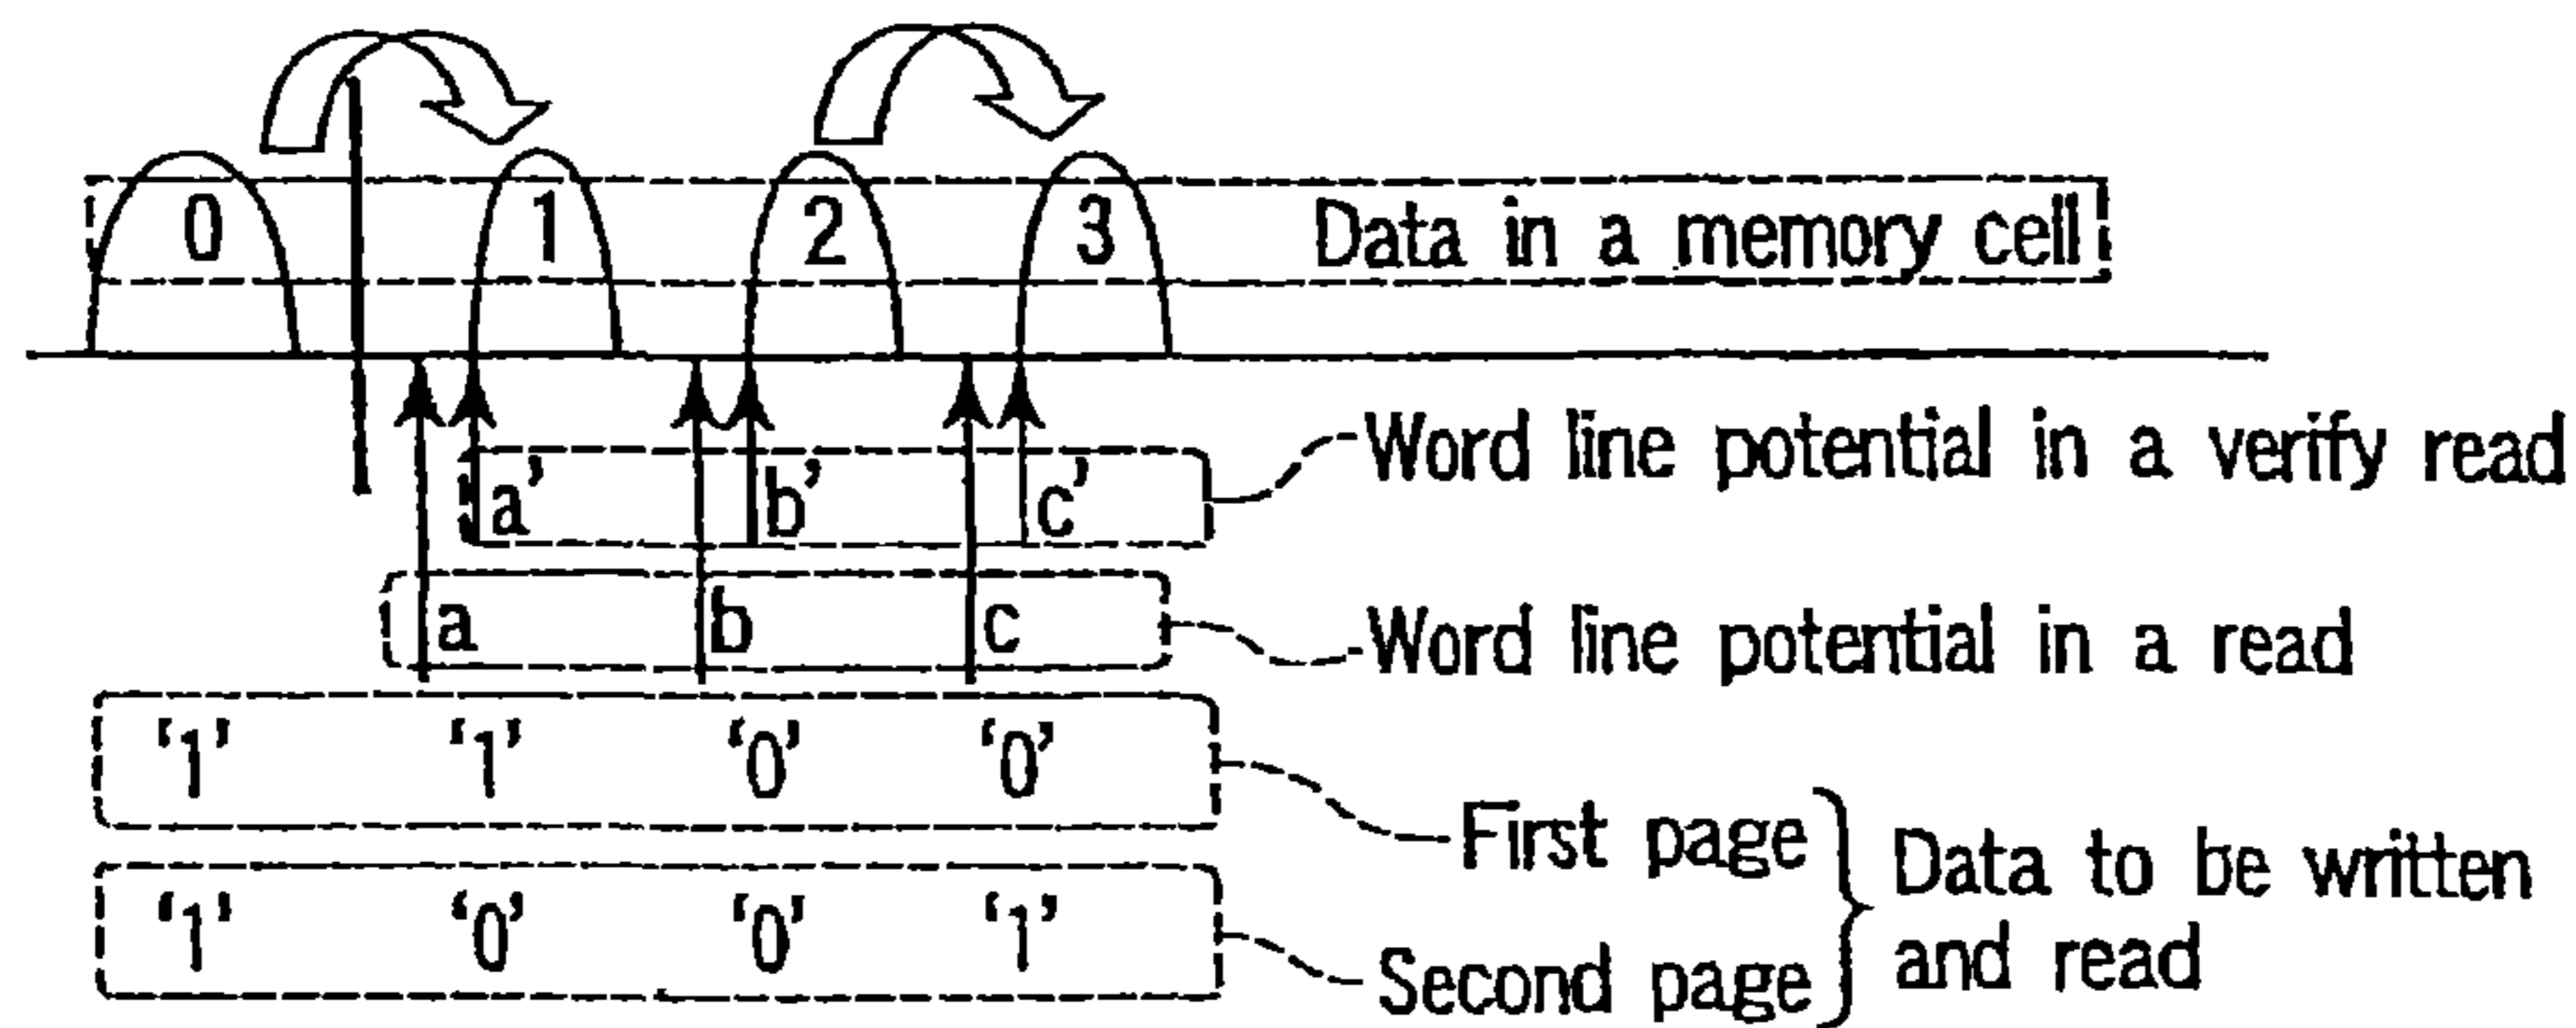 0 1 2 3 Data in a memory cell
a' b' c' Word line potential in a verify read
a b c Word line potential in a read
‘1’ ‘1’ ‘0’ ‘0’ First page
‘1’ ‘0’ ‘0’ ‘1’ Second page
Data to be written
and read